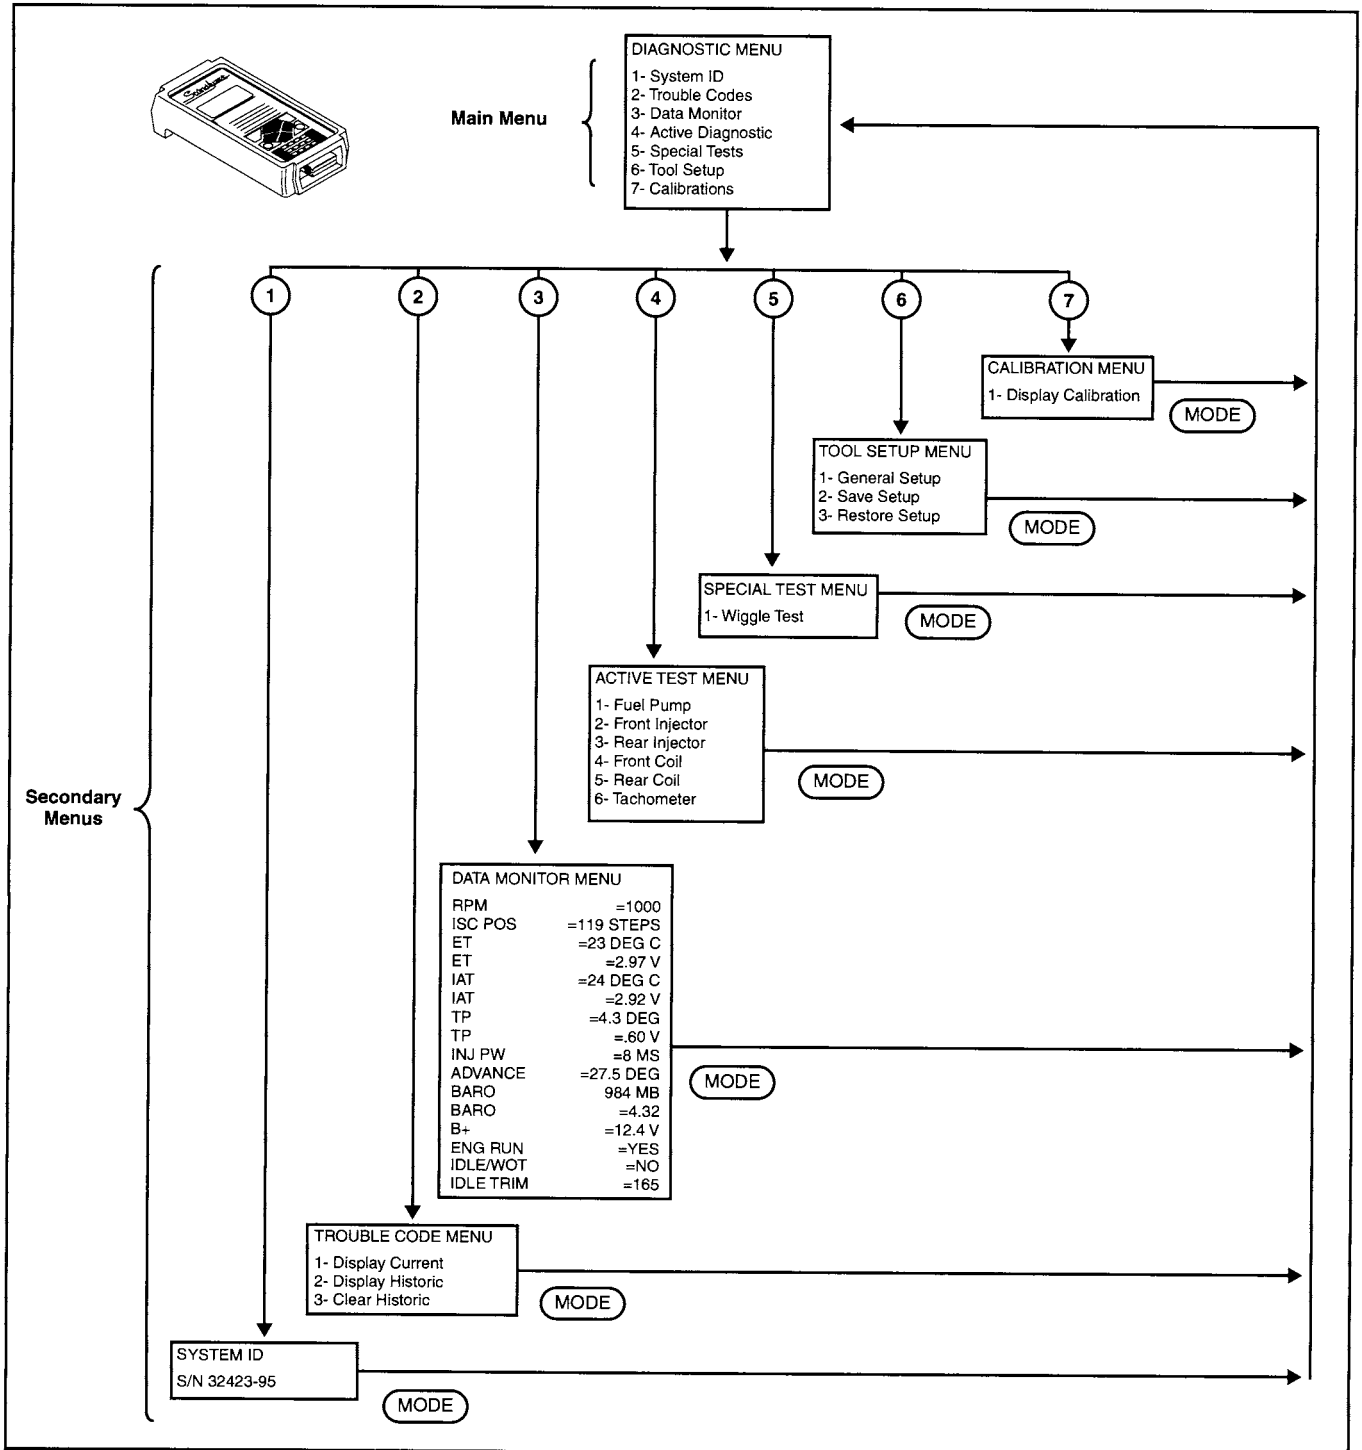 DIAGNOSTIC MENU
1- System ID
2- Trouble Codes
3- Data Monitor
4- Active Diagnostic
5- Special Tests
6- Tool Setup
7- Calibrations
Main Menu
1 2 3 4 5 6 7
CALIBRATION MENU
1- Display Calibration
MODE
TOOL SETUP MENU
1- General Setup
2- Save Setup
3- Restore Setup
MODE
SPECIAL TEST MENU
1- Wiggle Test
MODE
ACTIVE TEST MENU
1- Fuel Pump
2- Front Injector
3- Rear Injector
4- Front Coil
5- Rear Coil
6- Tachometer
MODE
Secondary
Menus
DATA MONITOR MENU
RPM =1000
ISC POS =119 STEPS
ET =23 DEG C
ET =2.97 V
IAT =24 DEG C
IAT =2.92 V
TP =4.3 DEG
TP =.60 V
INJ PW =8 MS
ADVANCE =27.5 DEG
BARO 984 MB
BARO =4.32
B+ =12.4 V
ENG RUN =YES
IDLE/WOT =NO
IDLE TRIM =165
MODE
TROUBLE CODE MENU
1- Display Current
2- Display Historic
3- Clear Historic
MODE
SYSTEM ID
S/N 32423-95
MODE